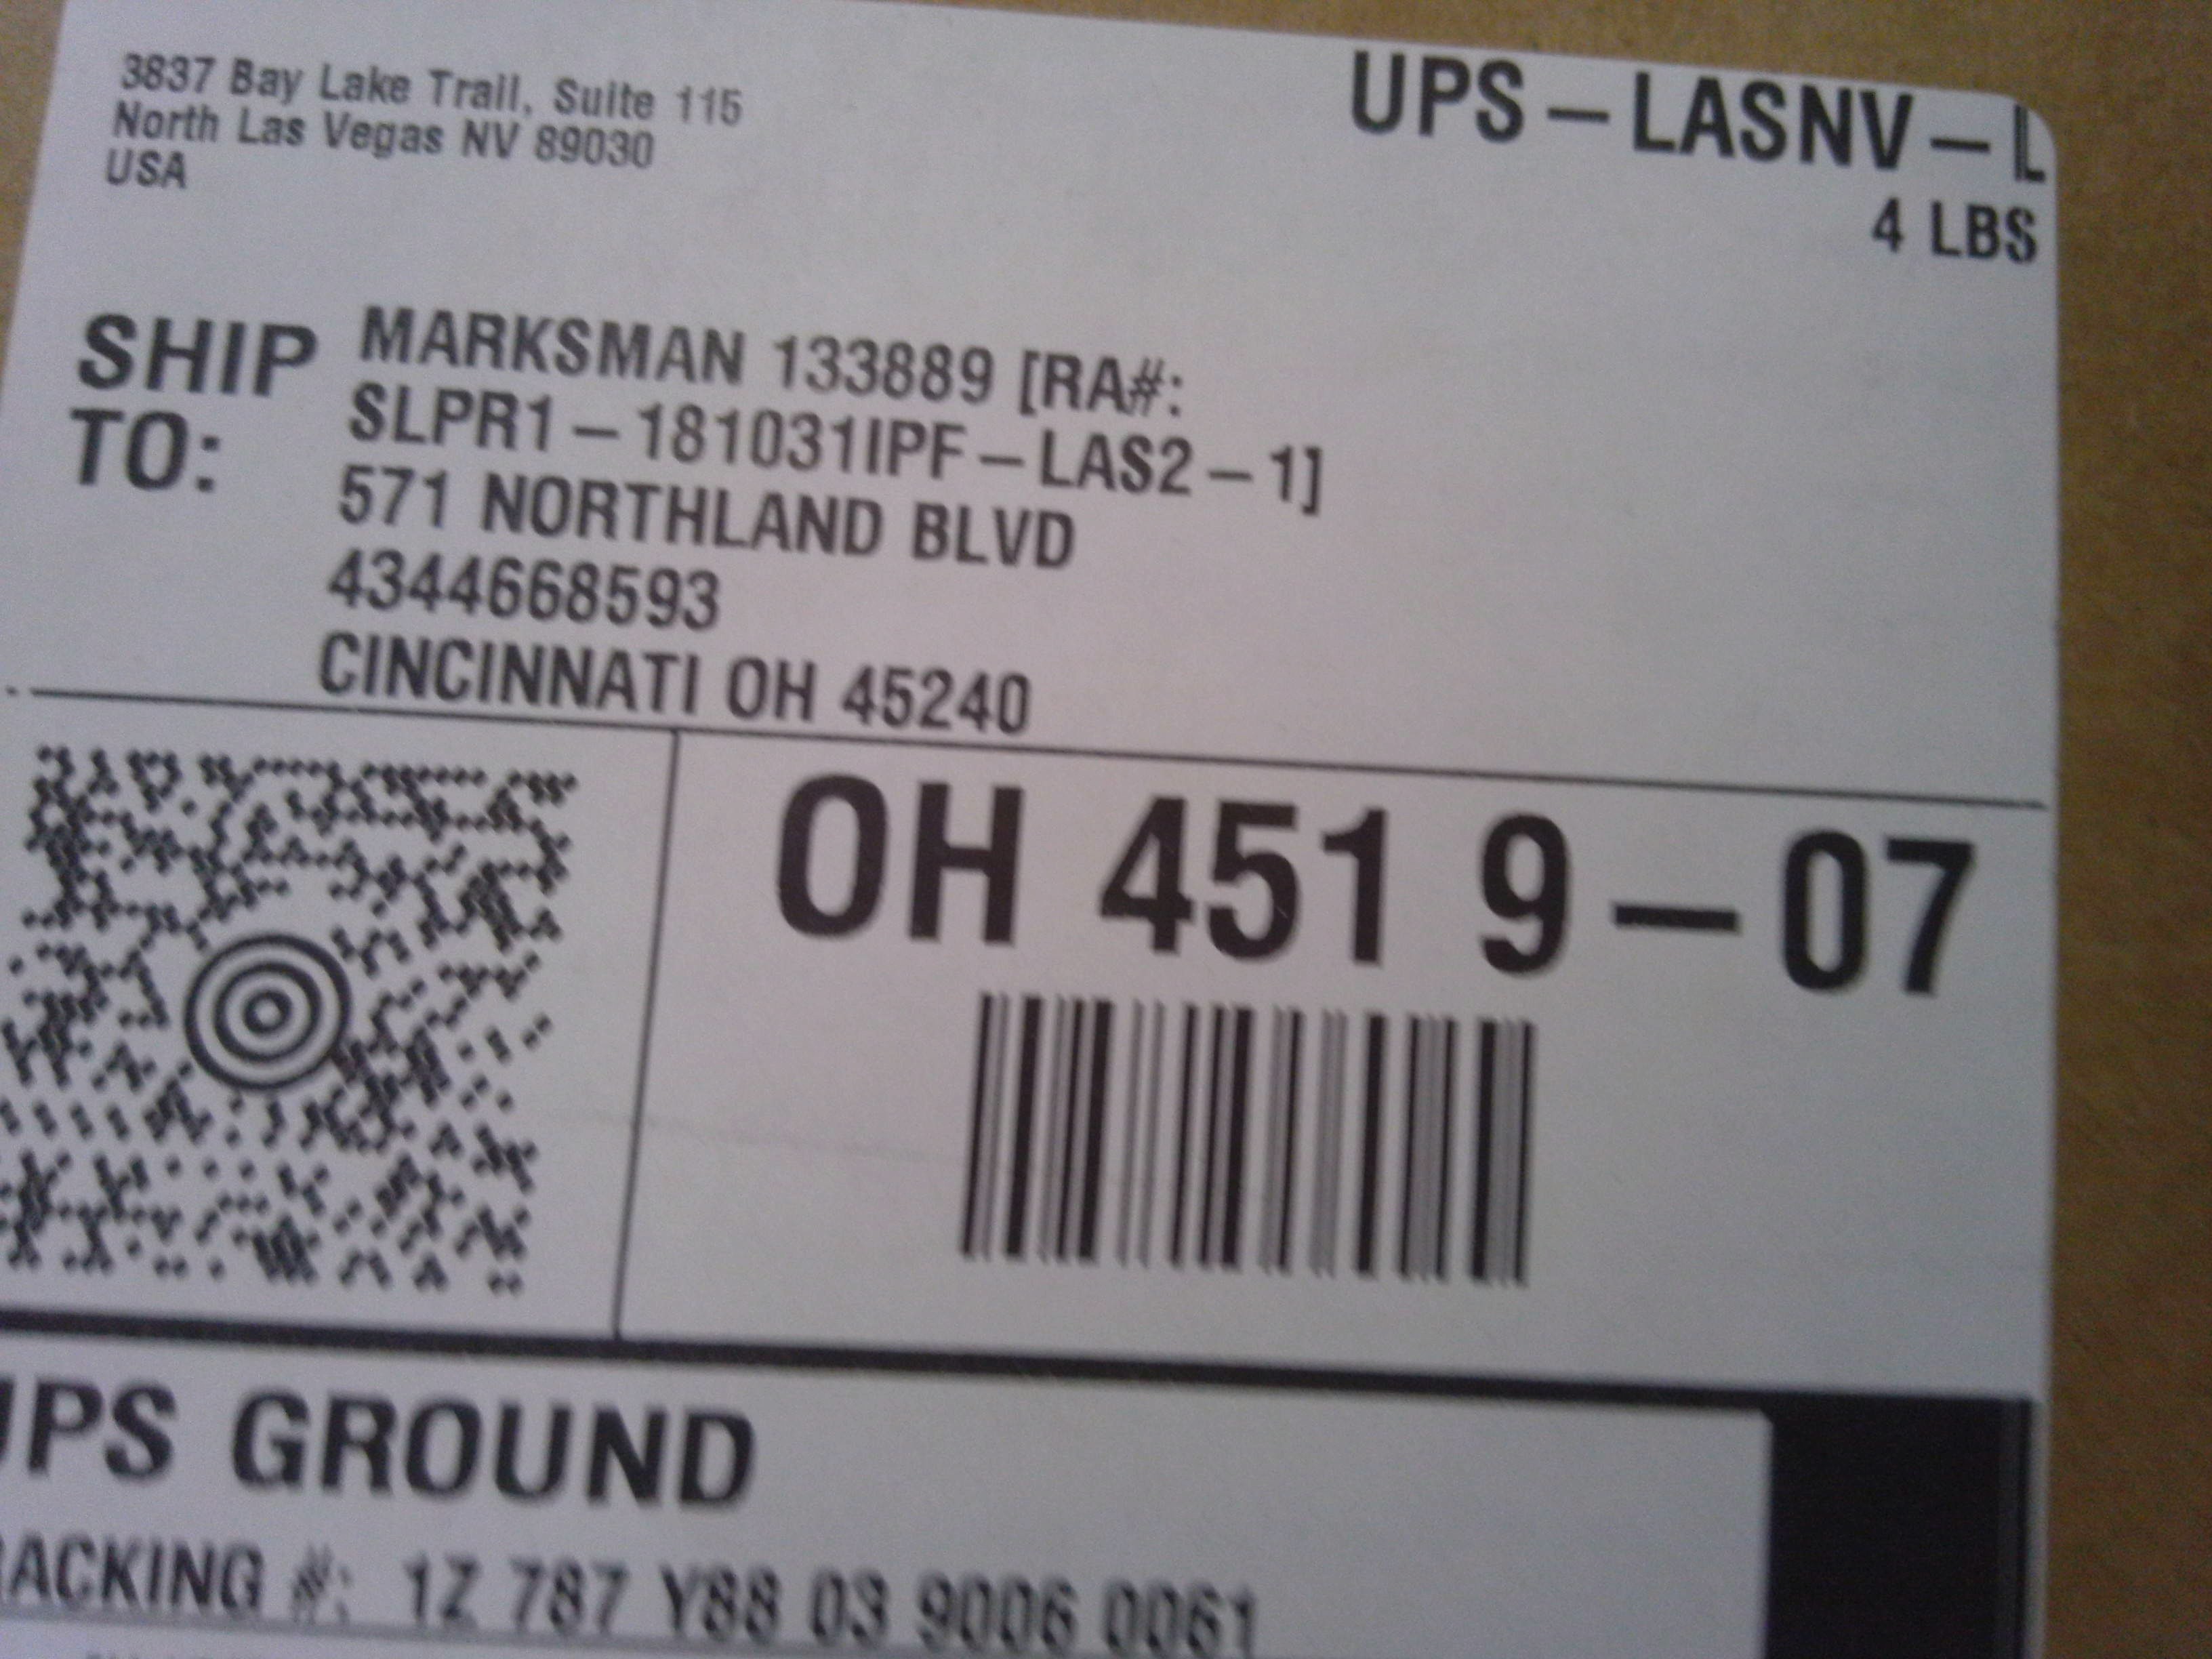 3837 Bay Lake Trail, Suite 115
North Las Vegas NV 89030
USA
UPS – LASNV – L
4 LBS
SHIP TO:
MARKSMAN 133889 [RA#:
SLPR1 – 181031IPF – LAS2 – 1]
571 NORTHLAND BLVD
4344668593
CINCINNATI OH 45240
OH 451 9 – 07
UPS GROUND
RACKING #: 1Z 787 Y88 03 9006 0061